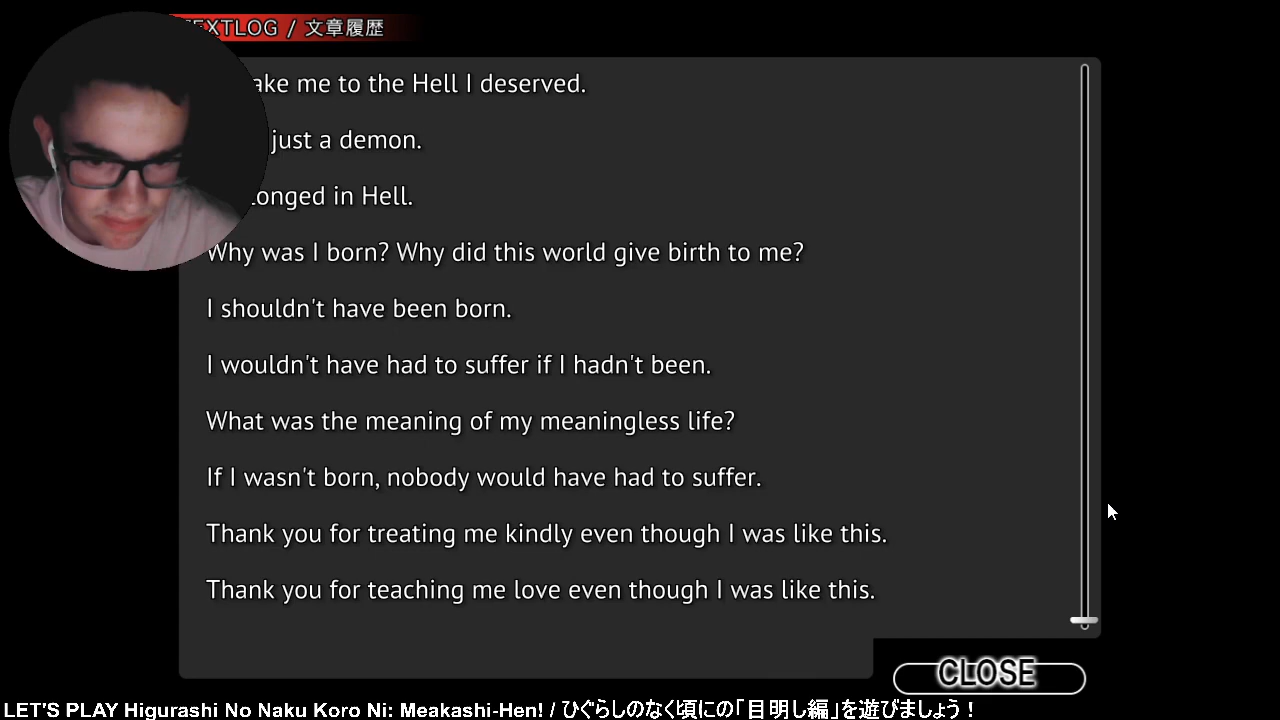 EXTLOG / 文章履歴
ake me to the Hell I deserved.
just a demon.
longed in Hell.
Why was I born? Why did this world give birth to me?
I shouldn't have been born.
I wouldn't have had to suffer if I hadn't been.
What was the meaning of my meaningless life?
If I wasn't born, nobody would have had to suffer.
Thank you for treating me kindly even though I was like this.
Thank you for teaching me love even though I was like this.
CLOSE
LET'S PLAY Higurashi No Naku Koro Ni: Meakashi-Hen! / ひぐらしのなく頃にの「目明し編」を遊びましょう！